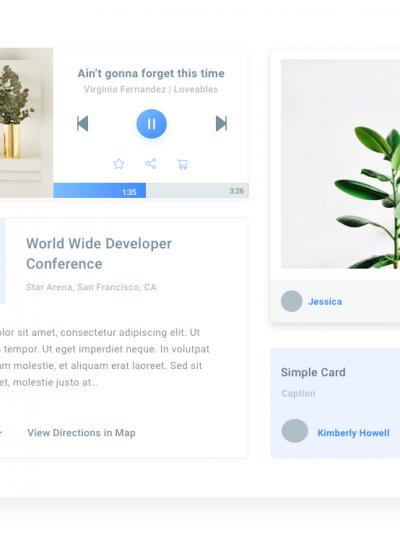 Ain't gonna forget this time
Virginia Fernandez | Loveables
1:35
3:26
World Wide Developer
Conference
Star Arena, San Francisco, CA
sit amet, consectetur adipiscing elit. Ut
tempor. Ut eget imperdiet neque. In volutpat
molestie, et aliquam erat laoreet. Sed sit
molestie justo at...
View Directions in Map
Jessica
Simple Card
Caption
Kimberly Howell